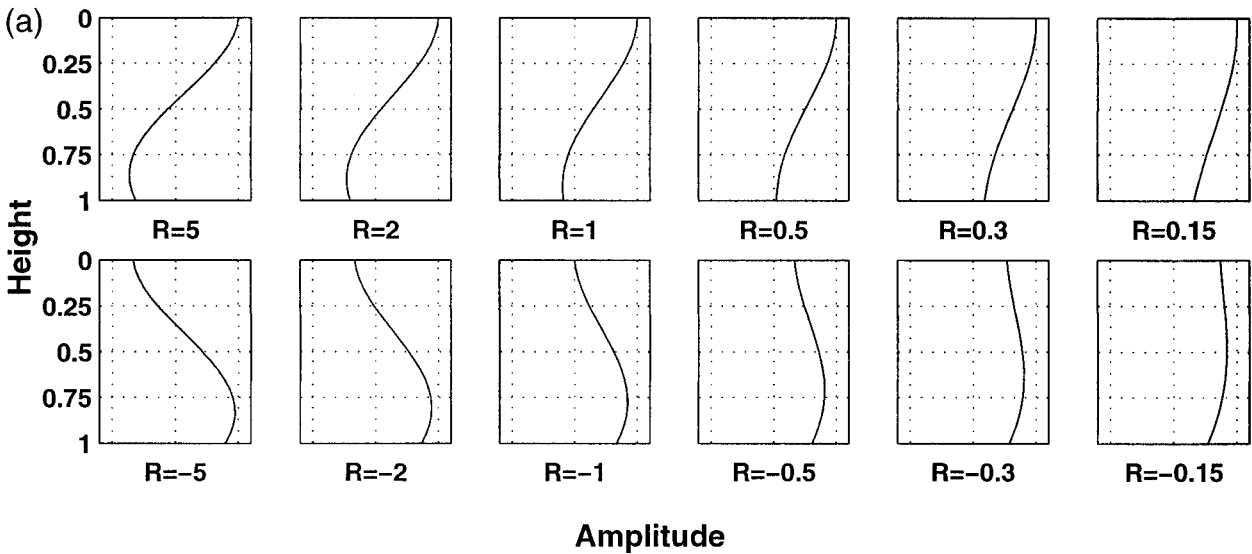 (a)
Height
0
0.25
0.5
0.75
1
R=5
R=2
R=1
R=0.5
R=0.3
R=0.15
0
0.25
0.5
0.75
1
R=−5
R=−2
R=−1
R=−0.5
R=−0.3
R=−0.15
Amplitude